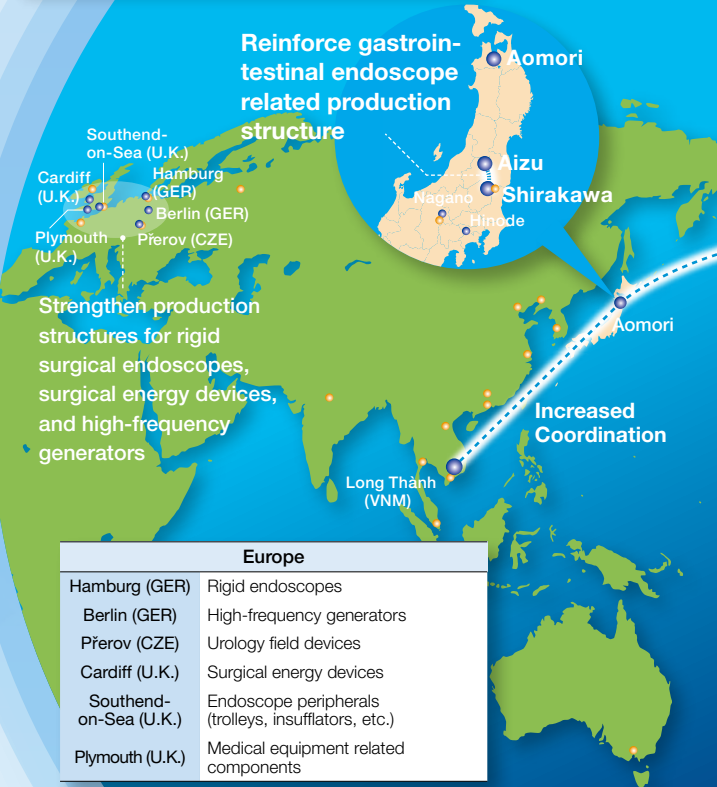 Reinforce gastroin-
testinal endoscope
related production
structure
Aomori
Aizu
Shirakawa
Nagano
Hinode
Southend-
on-Sea (U.K.)
Cardiff
(U.K.)
Hamburg
(GER)
Berlin (GER)
Plymouth
(U.K.)
Přerov (CZE)
Strengthen production
structures for rigid
surgical endoscopes,
surgical energy devices,
and high-frequency
generators
Aomori
Increased
Coordination
Long Thành
(VNM)
Europe
Hamburg (GER) Rigid endoscopes
Berlin (GER) High-frequency generators
Přerov (CZE) Urology field devices
Cardiff (U.K.) Surgical energy devices
Southend-
on-Sea (U.K.)
Endoscope peripherals
(trolleys, insufflators, etc.)
Plymouth (U.K.)
Medical equipment related
components